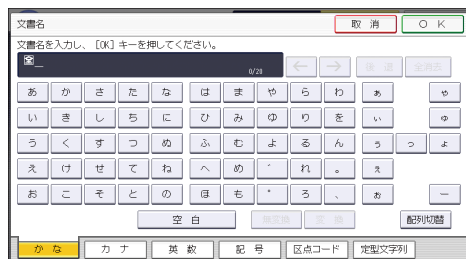 文書名 取 消 O K
文書名を入力し、[OK] キーを押してください。
全_ 0/20 ← → 後 退 全消去
あ か さ た な は ま や ら わ ぁ ゃ
い き し ち に ひ み ゆ り を ぃ ゅ
う く す つ ぬ ふ む よ る ん ぅ っ ょ
え け せ て ね へ め ゛ れ 。 ぇ
お こ そ と の ほ も ゜ ろ 、 ぉ ー
空 白 無変換 変 換 配列切替
か な カ ナ 英 数 記 号 区点コード 定型文字列